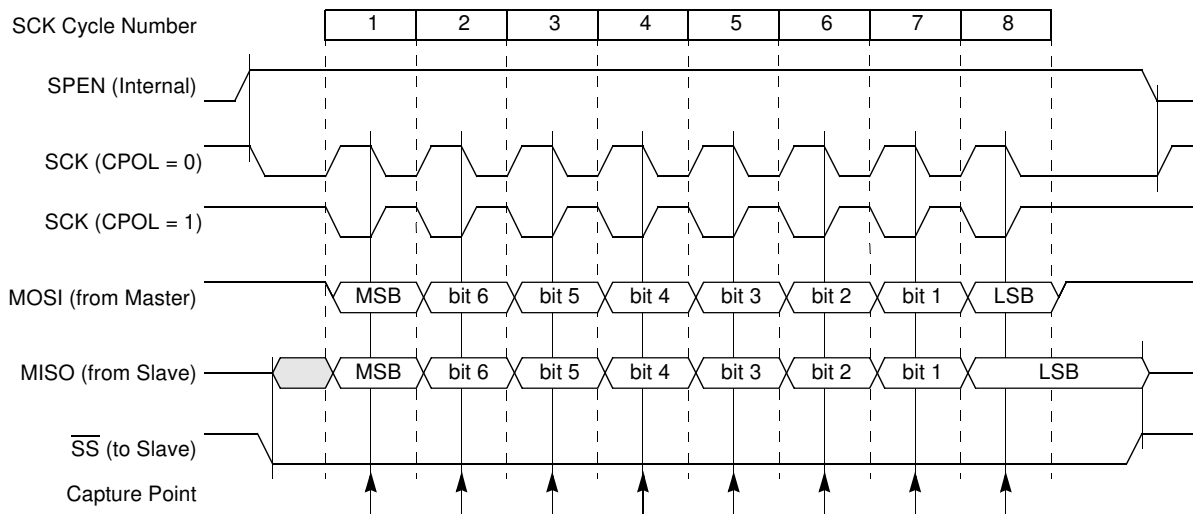 SCK Cycle Number 1 2 3 4 5 6 7 8
SPEN (Internal)
SCK (CPOL = 0)
SCK (CPOL = 1)
MOSI (from Master) MSB bit 6 bit 5 bit 4 bit 3 bit 2 bit 1 LSB
MISO (from Slave) MSB bit 6 bit 5 bit 4 bit 3 bit 2 bit 1 LSB
SS (to Slave)
Capture Point